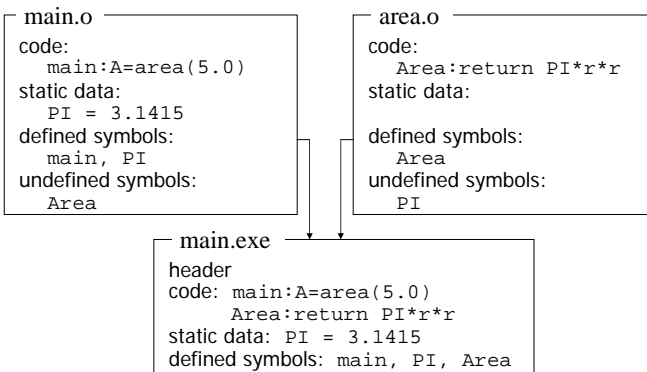 main.o
code:
main:A=area(5.0)
static data:
PI = 3.1415
defined symbols:
main, PI
undefined symbols:
Area
area.o
code:
Area:return PI*r*r
static data:
defined symbols:
Area
undefined symbols:
PI
main.exe
header
code: main:A=area(5.0)
Area:return PI*r*r
static data: PI = 3.1415
defined symbols: main, PI, Area